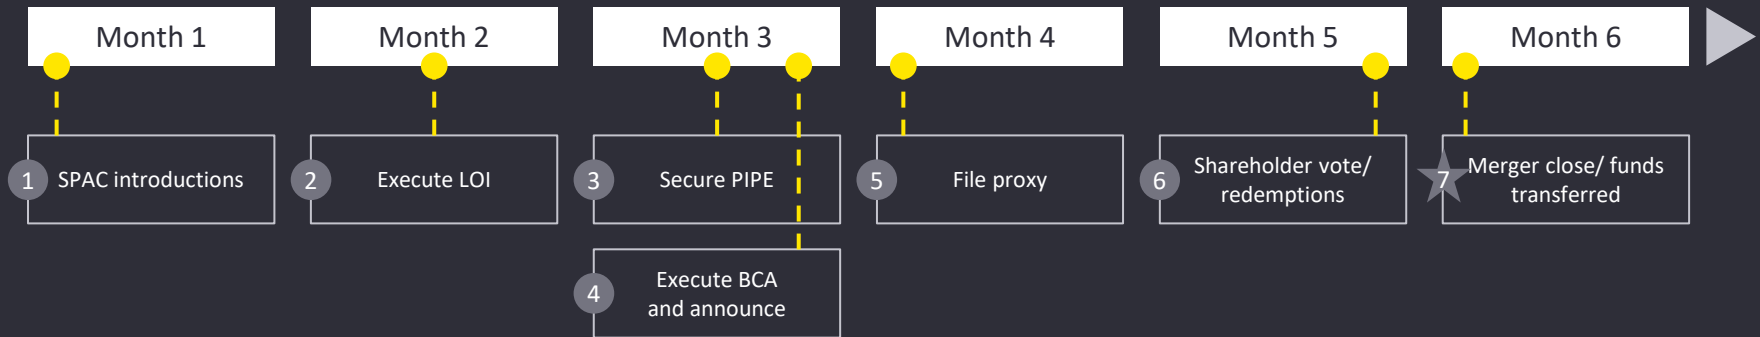 Month 1
Month 2
Month 3
Month 4
Month 5
Month 6
1
SPAC introductions
2
Execute LOI
3
Secure PIPE
5
File proxy
6
Shareholder vote/
redemptions
7
Merger close/ funds
transferred
4
Execute BCA
and announce